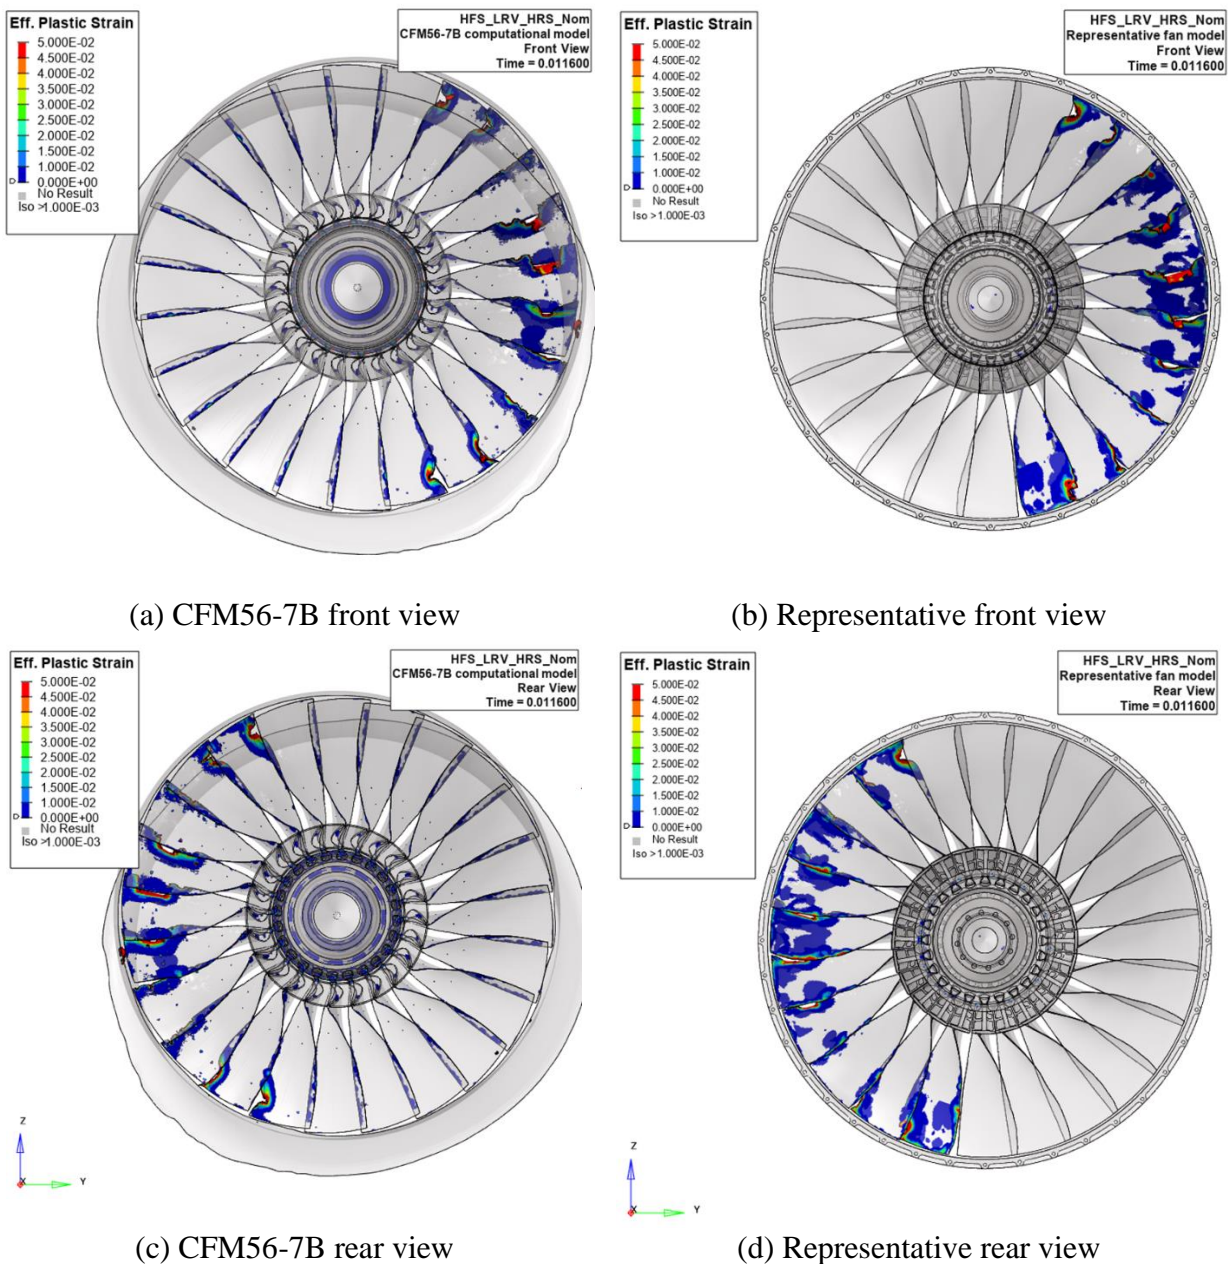 Eff. Plastic Strain
5.000E-02
4.500E-02
4.000E-02
3.500E-02
3.000E-02
2.500E-02
2.000E-02
1.500E-02
1.000E-02
0.000E+00
No Result
Iso >1.000E-03
HFS_LRV_HRS_Nom
CFM56-7B computational model
Front View
Time = 0.011600
Eff. Plastic Strain
5.000E-02
4.500E-02
4.000E-02
3.500E-02
3.000E-02
2.500E-02
2.000E-02
1.500E-02
1.000E-02
0.000E+00
No Result
Iso >1.000E-03
HFS_LRV_HRS_Nom
Representative fan model
Front View
Time = 0.011600
(a) CFM56-7B front view
(b) Representative front view
Eff. Plastic Strain
5.000E-02
4.500E-02
4.000E-02
3.500E-02
3.000E-02
2.500E-02
2.000E-02
1.500E-02
1.000E-02
0.000E+00
No Result
Iso >1.000E-03
HFS_LRV_HRS_Nom
CFM56-7B computational model
Rear View
Time = 0.011600
Z
X
Y
Eff. Plastic Strain
5.000E-02
4.500E-02
4.000E-02
3.500E-02
3.000E-02
2.500E-02
2.000E-02
1.500E-02
1.000E-02
0.000E+00
No Result
Iso >1.000E-03
HFS_LRV_HRS_Nom
Representative fan model
Rear View
Time = 0.011600
Z
X
Y
(c) CFM56-7B rear view
(d) Representative rear view